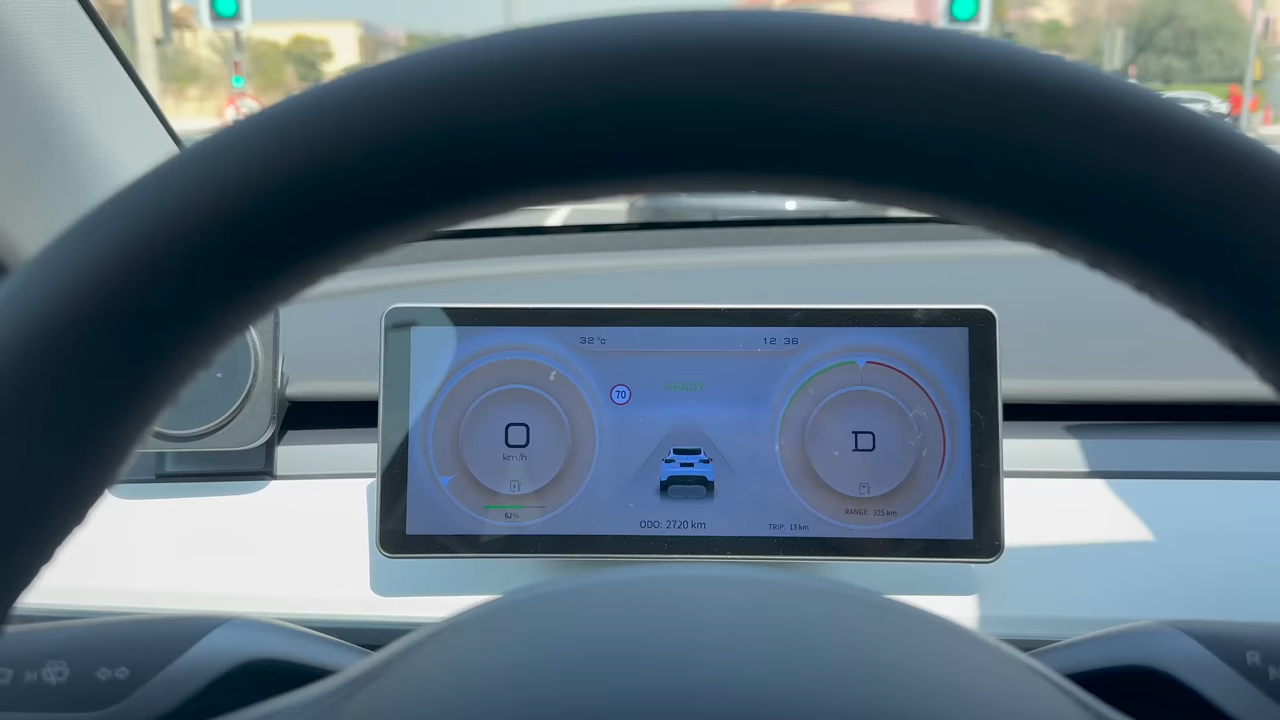 32°C
12:36
70
READY
0
km/h
D
62%
RANGE: 325 km
ODO: 2720 km
TRIP: 13 km
R